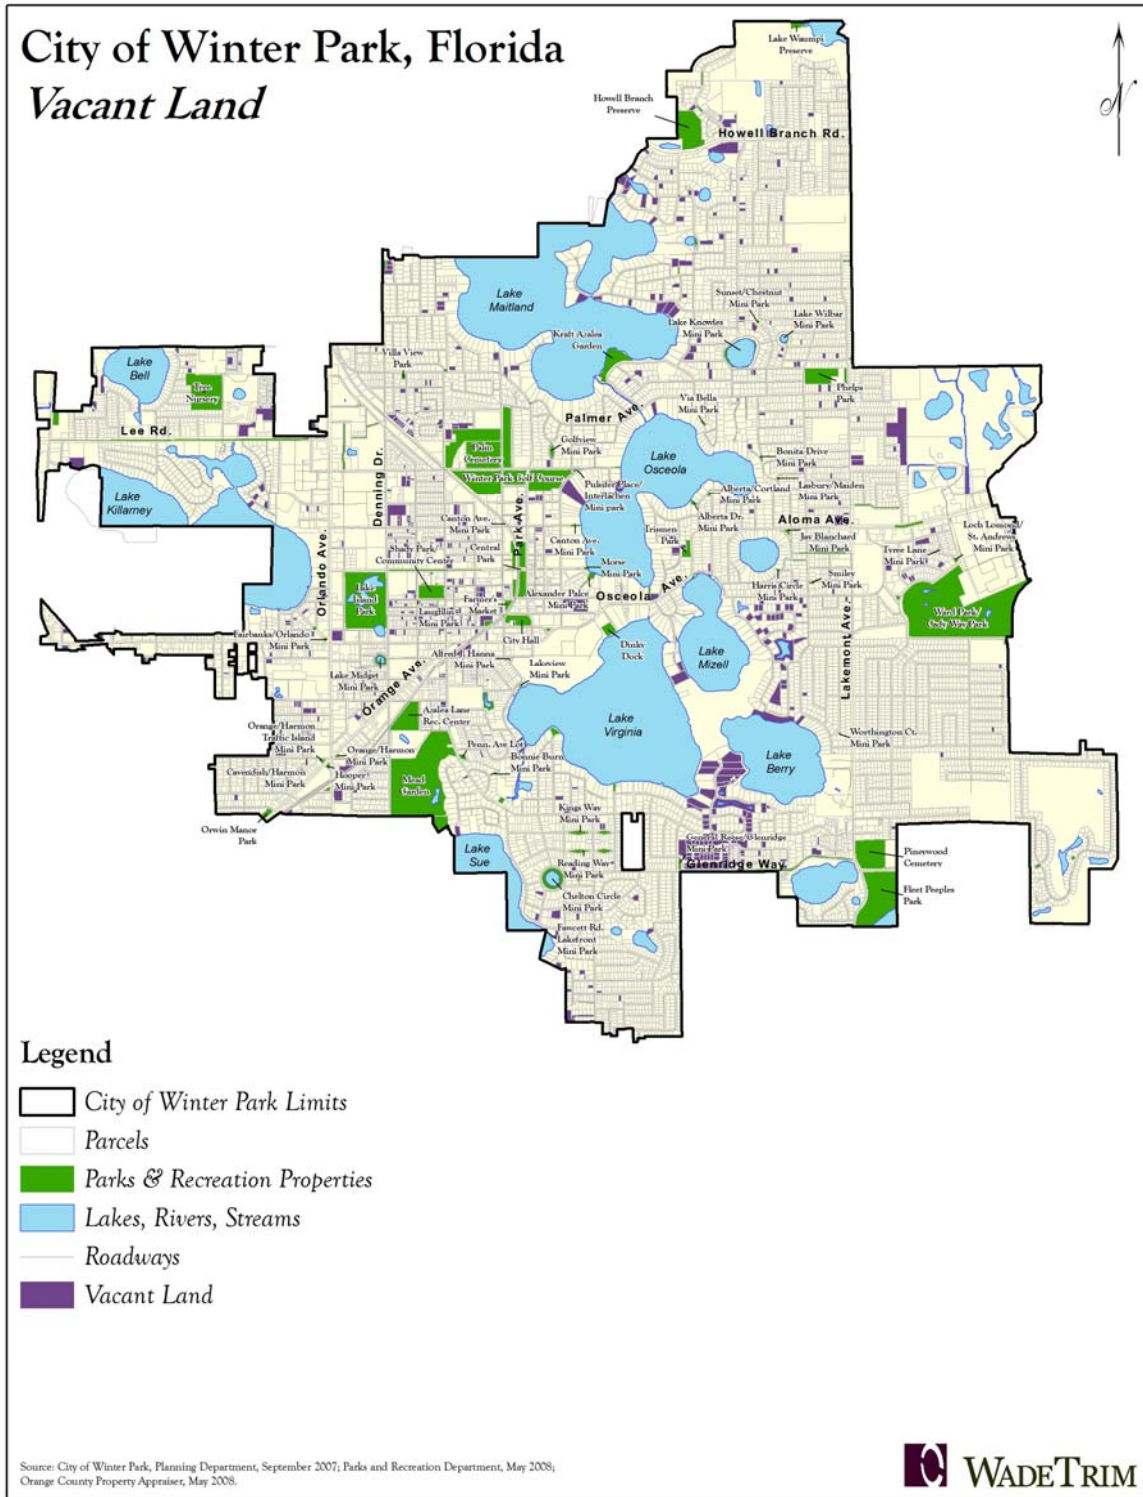 City of Winter Park, Florida
Vacant Land
N
Lake Waumpi
Preserve
Howell Branch
Preserve
Howell Branch Rd.
Lake
Maitland
Sunset/Chestnut
Mini Park
Lake Knowles
Mini Park
Lake Wilbar
Mini Park
Kraft Azalea
Garden
Villa View
Park
Lake
Bell
Tree
Nursery
Phelps
Park
Via Bella
Mini Park
Palmer Ave.
Lee Rd.
Golfview
Mini Park
Palm
Cemetery
Winter Park Golf Course
Denning Dr.
Lake
Osceola
Bonita Drive
Mini Park
Pulsifer Place/
Interlachen
Mini park
Alberta/Cortland
Mini Park
Lasbury/Maiden
Mini Park
Lake
Killarney
Park Ave.
Canton Ave.
Mini Park
Alberta Dr.
Mini Park
Aloma Ave.
Loch Lomond/
St. Andrews
Mini Park
Orlando Ave.
Trismen
Park
Canton Ave.
Mini Park
Jay Blanchard
Mini Park
Tyree Lane
Mini Park
Shady Park/
Community Center
Central
Park
Morse
Mini Park
Smiley
Mini Park
Harris Circle
Mini Park
Lake
Island
Park
Alexander Palce
Mini Park
Osceola Ave.
Farmer's
Market
Laughlin
Mini Park
Ward Park/
Cady Way Park
Lakemont Ave.
Fairbanks/Orlando
Mini Park
City Hall
Dinky
Dock
Lake
Mizell
Alfred J. Hanna
Mini Park
Lakeview
Mini Park
Lake Midget
Mini Park
Orange Ave.
Azalea Lane
Rec. Center
Lake
Virginia
Orange/Harmon
Traffic Island
Mini Park
Worthington Ct.
Mini Park
Penn. Ave Lot
Orange/Harmon
Mini Park
Bonnie Burn
Mini Park
Lake
Berry
Cavendish/Harmon
Mini Park
Hooper
Mini Park
Mead
Garden
Kings Way
Mini Park
Orwin Manor
Park
General Reese/Glenridge
Mini Park
Lake
Sue
Glenridge Way.
Pineywood
Cemetery
Reading Way
Mini Park
Chelton Circle
Mini Park
Fleet Peeples
Park
Fawcett Rd.
Lakefront
Mini Park
Legend
City of Winter Park Limits
Parcels
Parks & Recreation Properties
Lakes, Rivers, Streams
Roadways
Vacant Land
Source: City of Winter Park, Planning Department, September 2007; Parks and Recreation Department, May 2008;
Orange County Property Appraiser, May 2008.
WADETRIM